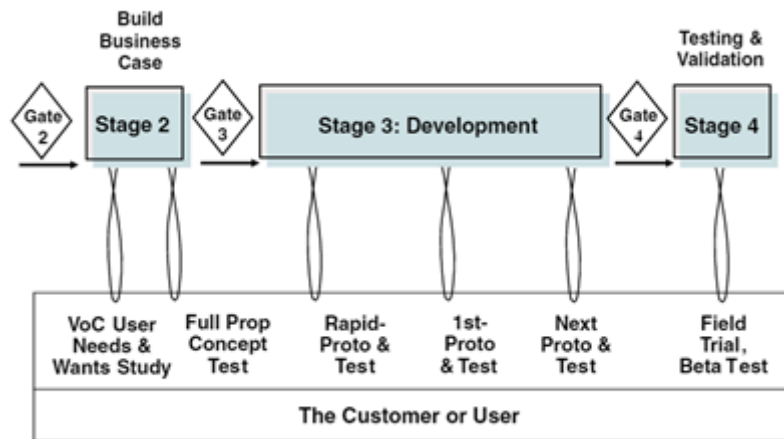 Build
Business
Case
Testing &
Validation
Gate
2
Stage 2
Gate
3
Stage 3: Development
Gate
4
Stage 4
VoC User
Needs &
Wants Study
Full Prop
Concept
Test
Rapid-
Proto &
Test
1st-
Proto
& Test
Next
Proto &
Test
Field
Trial,
Beta Test
The Customer or User